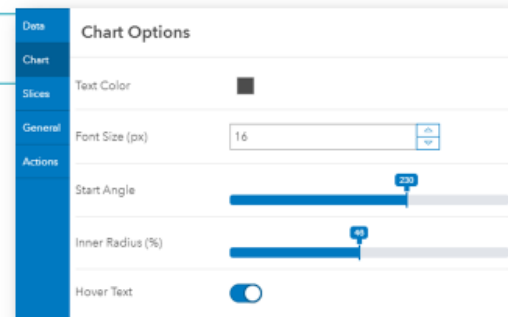 Data
Chart Options
Chart
Text Color
Slices
General
Font Size (px)
16
Actions
Start Angle
230
Inner Radius (%)
46
Hover Text